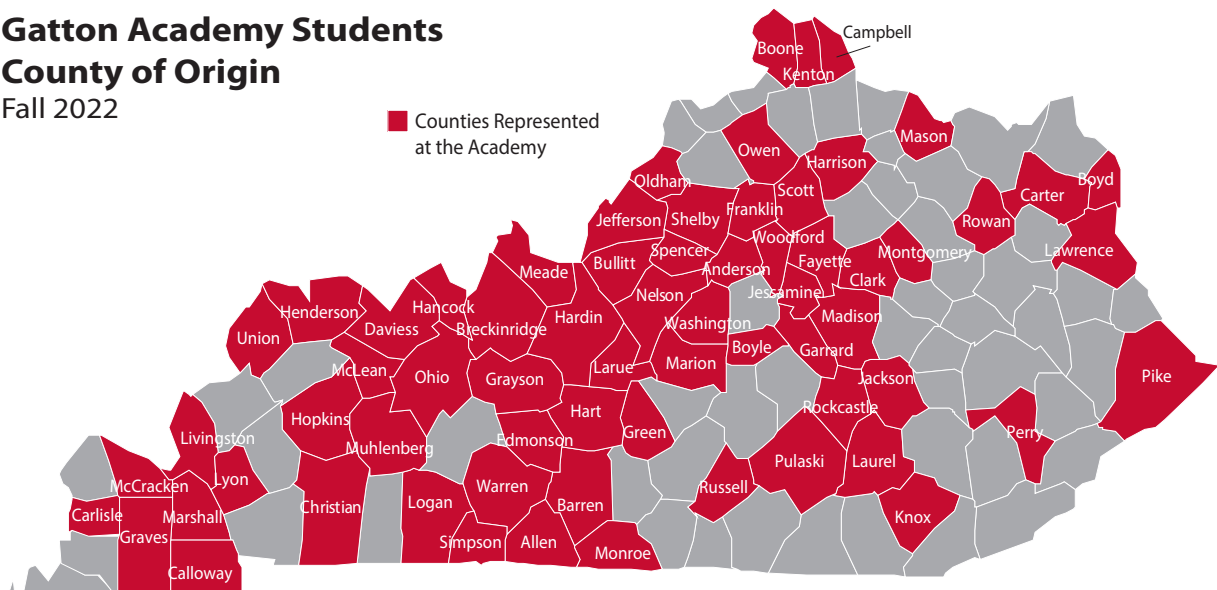 Gatton Academy Students
County of Origin
Fall 2022
Counties Represented
at the Academy
Campbell
Boone
Kenton
Mason
Owen
Harrison
Oldham
Scott
Boyd
Carter
Franklin
Jefferson
Shelby
Rowan
Woodford
Spencer
Lawrence
Montgomery
Bullitt
Fayette
Anderson
Meade
Clark
Nelson
Jessamine
Hancock
Henderson
Hardin
Madison
Washington
Daviess
Breckinridge
Union
Boyle
Garrard
Marion
Larue
McLean
Ohio
Grayson
Jackson
Pike
Rockcastle
Hart
Hopkins
Green
Perry
Livingston
Edmonson
Muhlenberg
Pulaski
Laurel
Lyon
McCracken
Warren
Russell
Logan
Barren
Christian
Carlisle
Marshall
Knox
Graves
Simpson
Allen
Monroe
Calloway